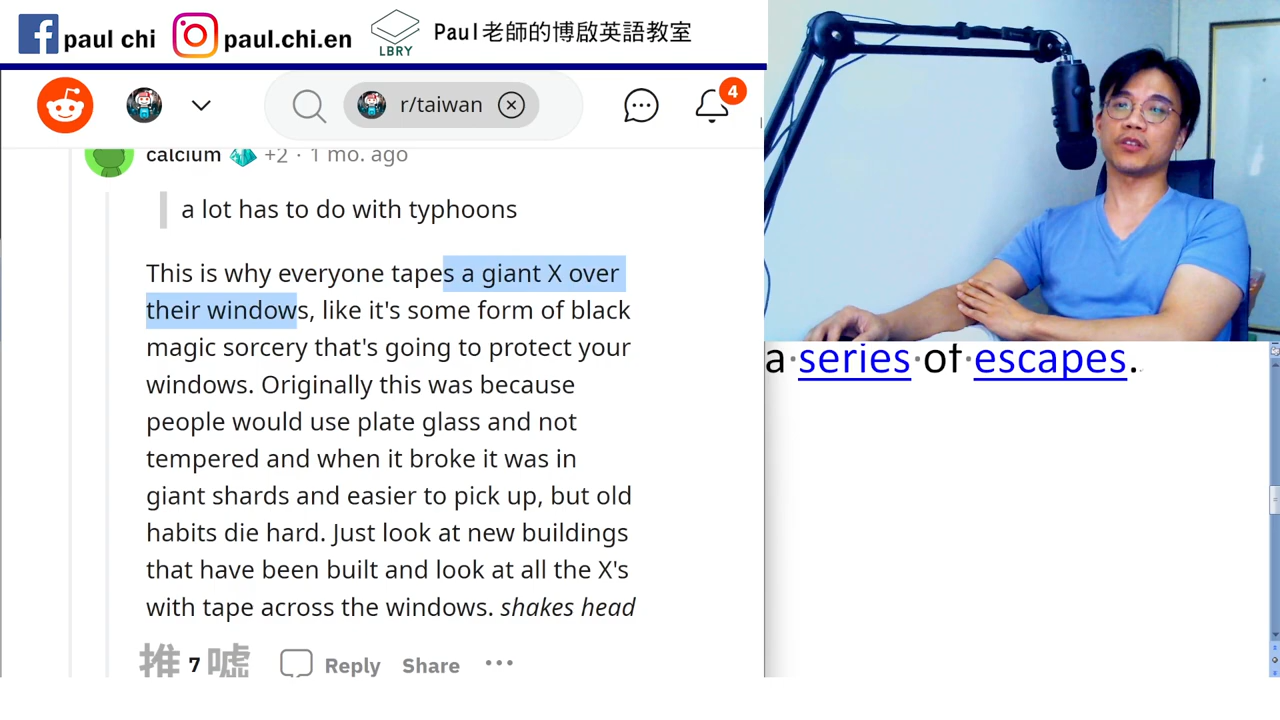 paul chi
paul.chi.en
LBRY
Paul老師的博啟英語教室
r/taiwan
4
calcium +2 · 1 mo. ago
a lot has to do with typhoons
This is why everyone tapes a giant X over
their windows, like it's some form of black
magic sorcery that's going to protect your
windows. Originally this was because
people would use plate glass and not
tempered and when it broke it was in
giant shards and easier to pick up, but old
habits die hard. Just look at new buildings
that have been built and look at all the X's
with tape across the windows. shakes head
推 7 噓 Reply Share
a series of escapes.